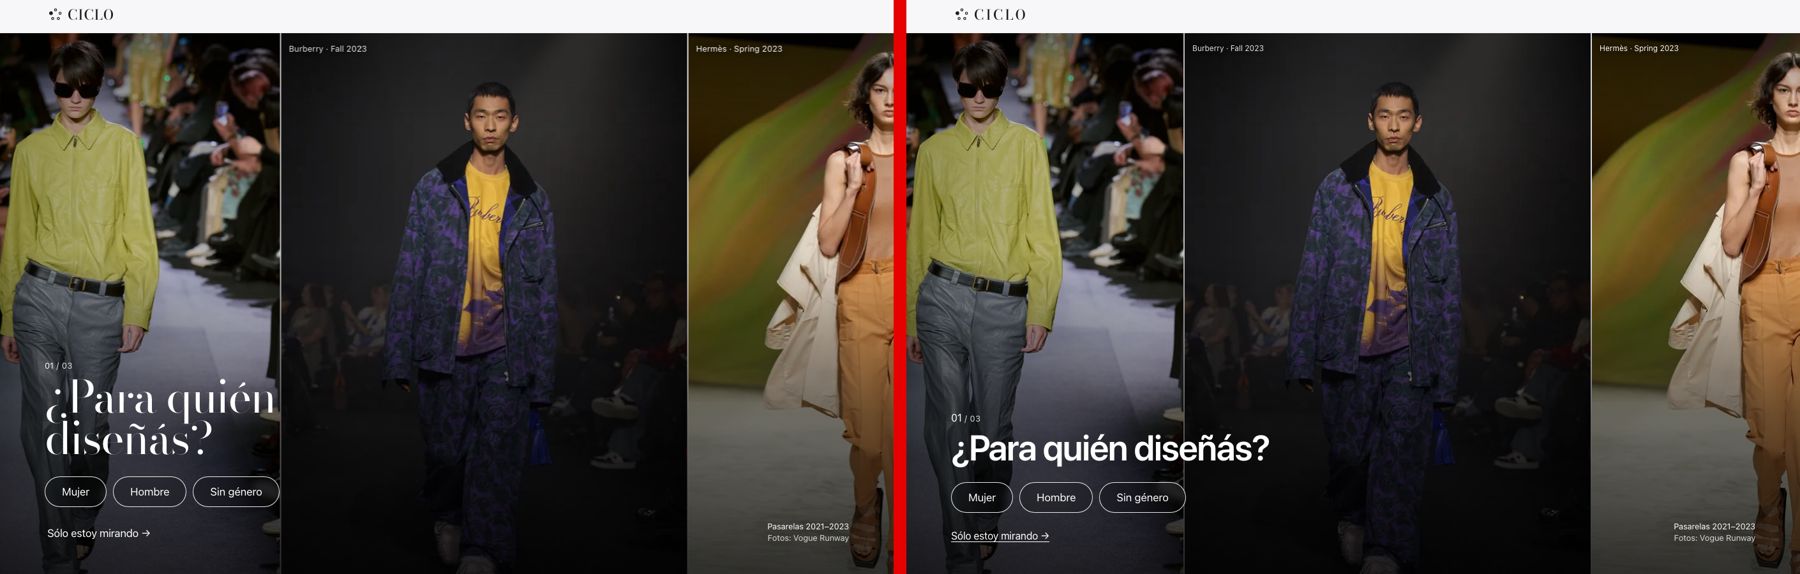 CICLO
Burberry · Fall 2023
Hermès · Spring 2023
01 / 03
¿Para quién
diseñás?
Mujer
Hombre
Sin género
Sólo estoy mirando →
Pasarelas 2021–2023
Fotos: Vogue Runway
CICLO
Burberry · Fall 2023
Hermès · Spring 2023
01 / 03
¿Para quién diseñás?
Mujer
Hombre
Sin género
Sólo estoy mirando →
Pasarelas 2021–2023
Fotos: Vogue Runway